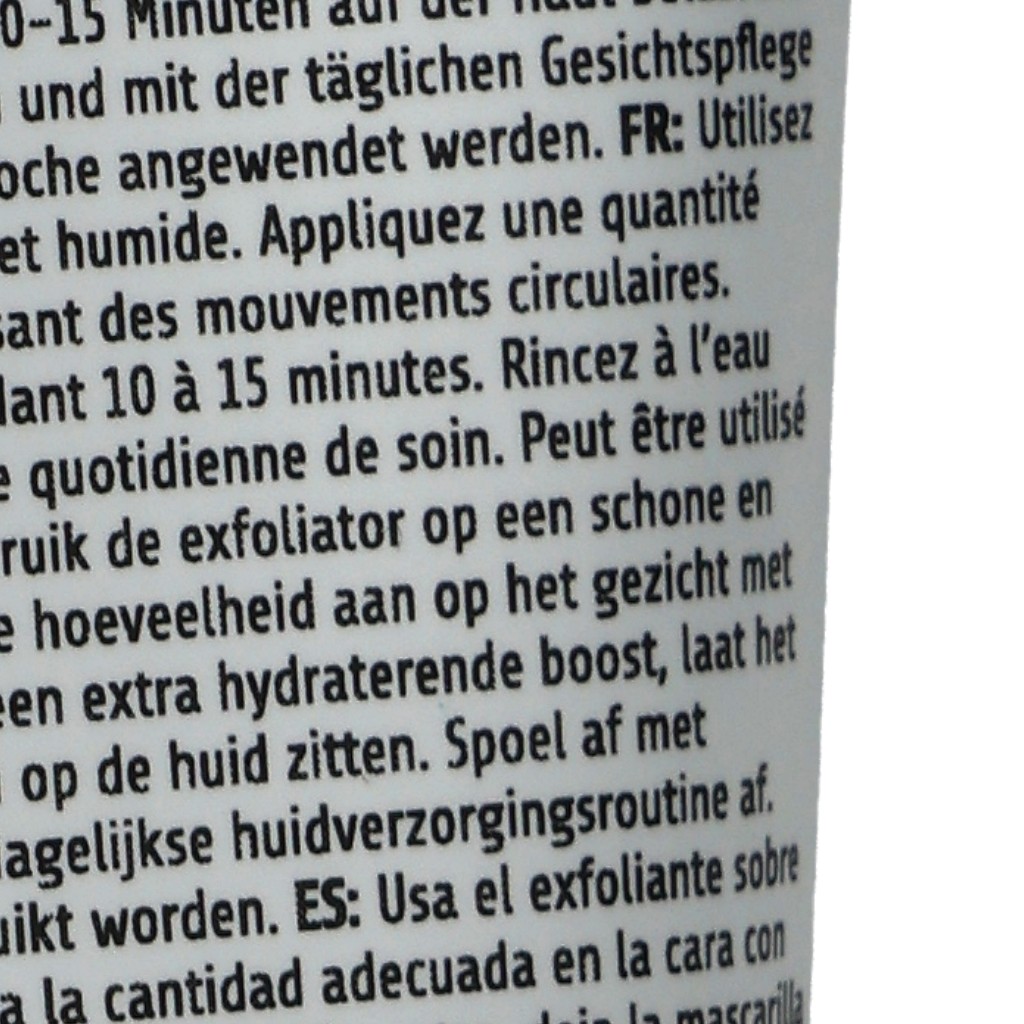 0–15 Minuten auf der Haut
und mit der täglichen Gesichtspflege
oche angewendet werden. FR: Utilisez
et humide. Appliquez une quantité
sant des mouvements circulaires.
dant 10 à 15 minutes. Rincez à l’eau
e quotidienne de soin. Peut être utilisé
ruik de exfoliator op een schone en
e hoeveelheid aan op het gezicht met
een extra hydraterende boost, laat het
op de huid zitten. Spoel af met
dagelijkse huidverzorgingsroutine af.
uikt worden. ES: Usa el exfoliante sobre
a la cantidad adecuada en la cara con
la mascarilla